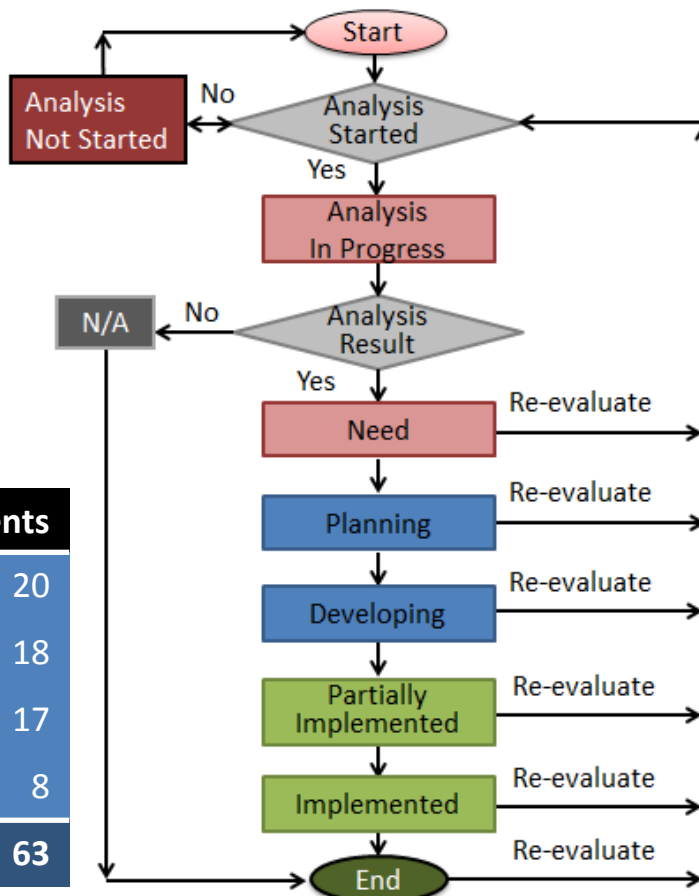 Start
No
Analysis
Not Started
Analysis
Started
Yes
Analysis
In Progress
N/A
No
Analysis
Result
Yes
Need
Re-evaluate
Planning
Re-evaluate
Developing
Re-evaluate
Partially
Implemented
Re-evaluate
Implemented
Re-evaluate
End
Re-evaluate
20
18
17
8
63